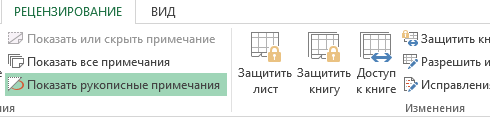 РЕЦЕНЗИРОВАНИЕ ВИД
Показать или скрыть примечание
Показать все примечания
Показать рукописные примечания
Защитить лист
Защитить книгу
Доступ к книге
Защитить
Разрешить
Исправления
Изменения